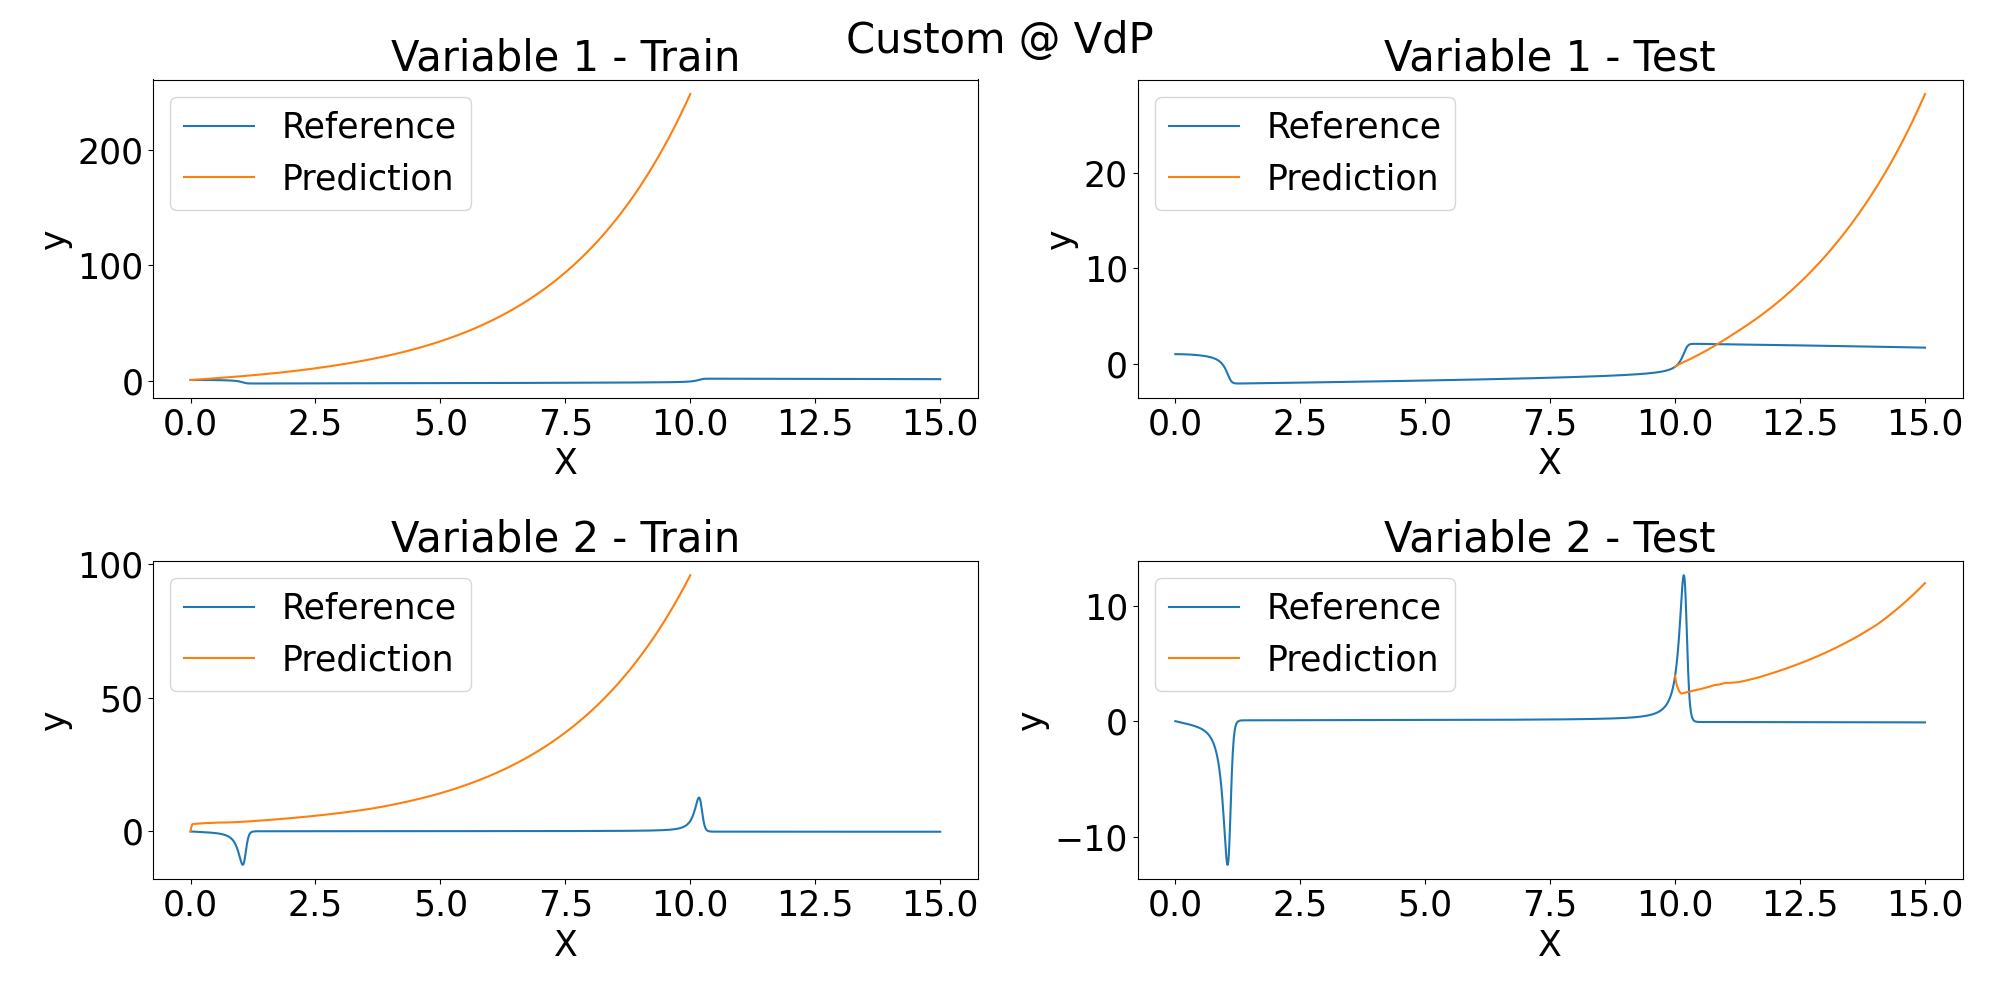 Custom @ VdP
Variable 1 - Train
Reference
Prediction
200
100
0
y
0.0 2.5 5.0 7.5 10.0 12.5 15.0
X
Variable 1 - Test
Reference
Prediction
20
10
0
y
0.0 2.5 5.0 7.5 10.0 12.5 15.0
X
Variable 2 - Train
Reference
Prediction
100
50
0
y
0.0 2.5 5.0 7.5 10.0 12.5 15.0
X
Variable 2 - Test
Reference
Prediction
10
0
−10
y
0.0 2.5 5.0 7.5 10.0 12.5 15.0
X